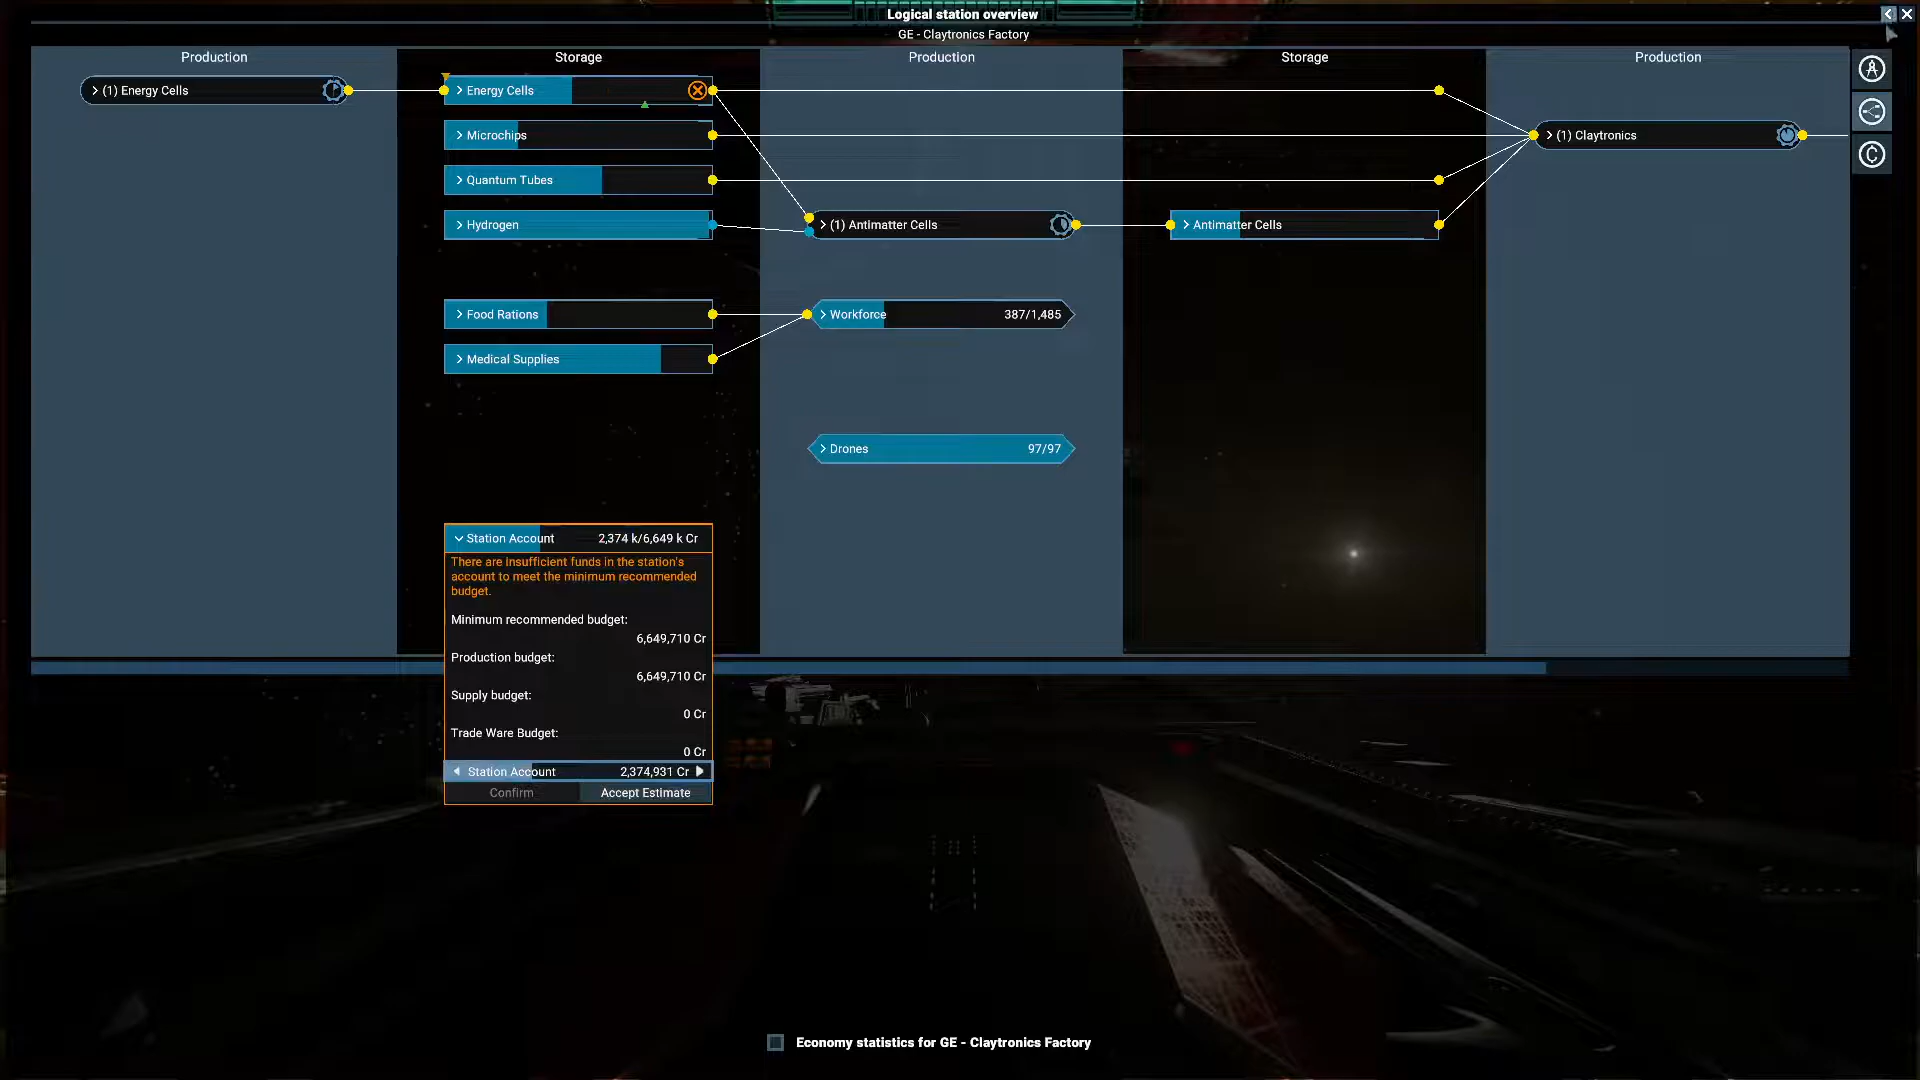 Logical station overview
GE - Claytronics Factory
Production
Storage
Production
Storage
Production
(1) Energy Cells
Energy Cells
Microchips
(1) Claytronics
Quantum Tubes
Hydrogen
(1) Antimatter Cells
Antimatter Cells
Food Rations
Workforce 387/1,485
Medical Supplies
Drones 97/97
Station Account 2,374 k/6,649 k Cr
There are insufficient funds in the station's
account to meet the minimum recommended
budget.
Minimum recommended budget:
6,649,710 Cr
Production budget:
6,649,710 Cr
Supply budget:
0 Cr
Trade Ware Budget:
0 Cr
Station Account 2,374,931 Cr
Confirm Accept Estimate
Economy statistics for GE - Claytronics Factory